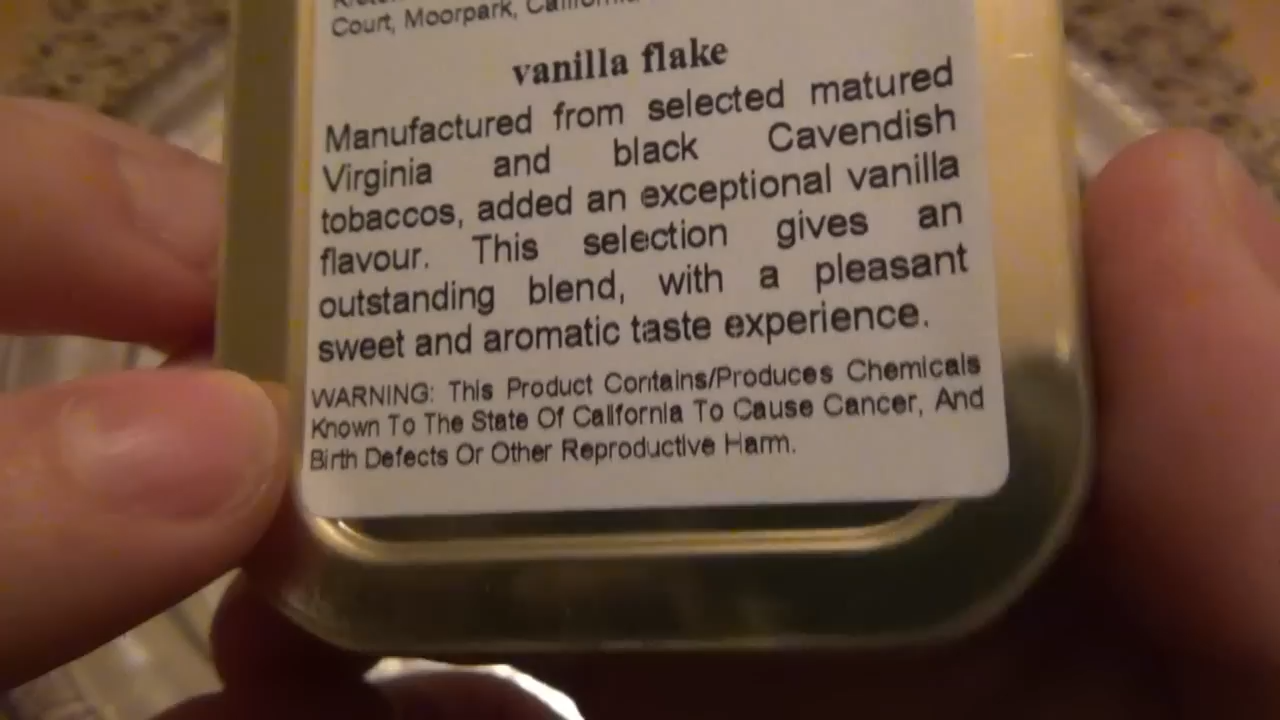 Court, Moorpark, California
vanilla flake
Manufactured from selected matured
Virginia and black Cavendish
tobaccos, added an exceptional vanilla
flavour. This selection gives an
outstanding blend, with a pleasant
sweet and aromatic taste experience.
WARNING: This Product Contains/Produces Chemicals
Known To The State Of California To Cause Cancer, And
Birth Defects Or Other Reproductive Harm.